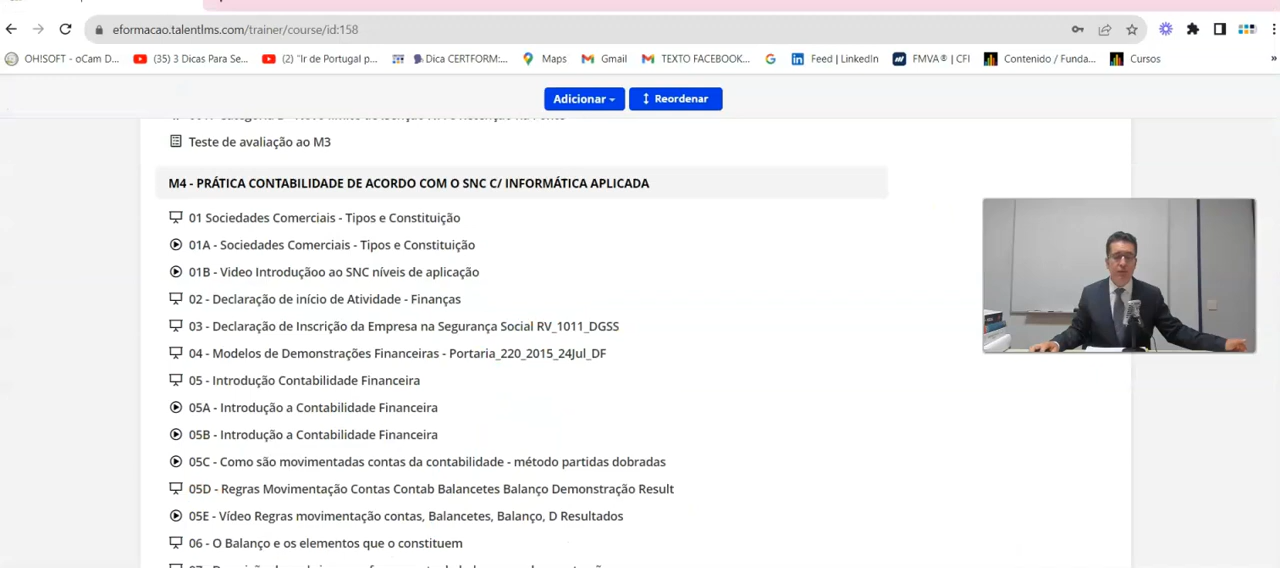 eformacao.talentlms.com/trainer/course/id:158
OH!SOFT - oCam D...
(35) 3 Dicas Para Se...
(2) "Ir de Portugal p...
Dica CERTFORM:...
Maps
Gmail
TEXTO FACEBOOK...
Feed | LinkedIn
FMVA® | CFI
Contenido / Funda...
Cursos
»
Adicionar
Reordenar
Teste de avaliação ao M3
M4 - PRÁTICA CONTABILIDADE DE ACORDO COM O SNC C/ INFORMÁTICA APLICADA
01 Sociedades Comerciais - Tipos e Constituição
01A - Sociedades Comerciais - Tipos e Constituição
01B - Video Introduçãoo ao SNC níveis de aplicação
02 - Declaração de início de Atividade - Finanças
03 - Declaração de Inscrição da Empresa na Segurança Social RV_1011_DGSS
04 - Modelos de Demonstrações Financeiras - Portaria_220_2015_24Jul_DF
05 - Introdução Contabilidade Financeira
05A - Introdução a Contabilidade Financeira
05B - Introdução a Contabilidade Financeira
05C - Como são movimentadas contas da contabilidade - método partidas dobradas
05D - Regras Movimentação Contas Contab Balancetes Balanço Demonstração Result
05E - Vídeo Regras movimentação contas, Balancetes, Balanço, D Resultados
06 - O Balanço e os elementos que o constituem